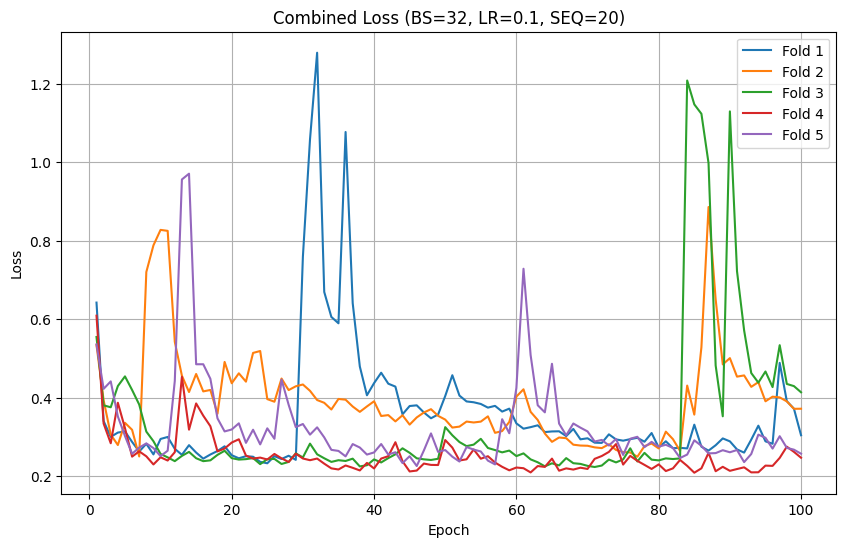 Combined Loss (BS=32, LR=0.1, SEQ=20)
Fold 1
Fold 2
Fold 3
Fold 4
Fold 5
Loss
1.2
1.0
0.8
0.6
0.4
0.2
0 20 40 60 80 100
Epoch